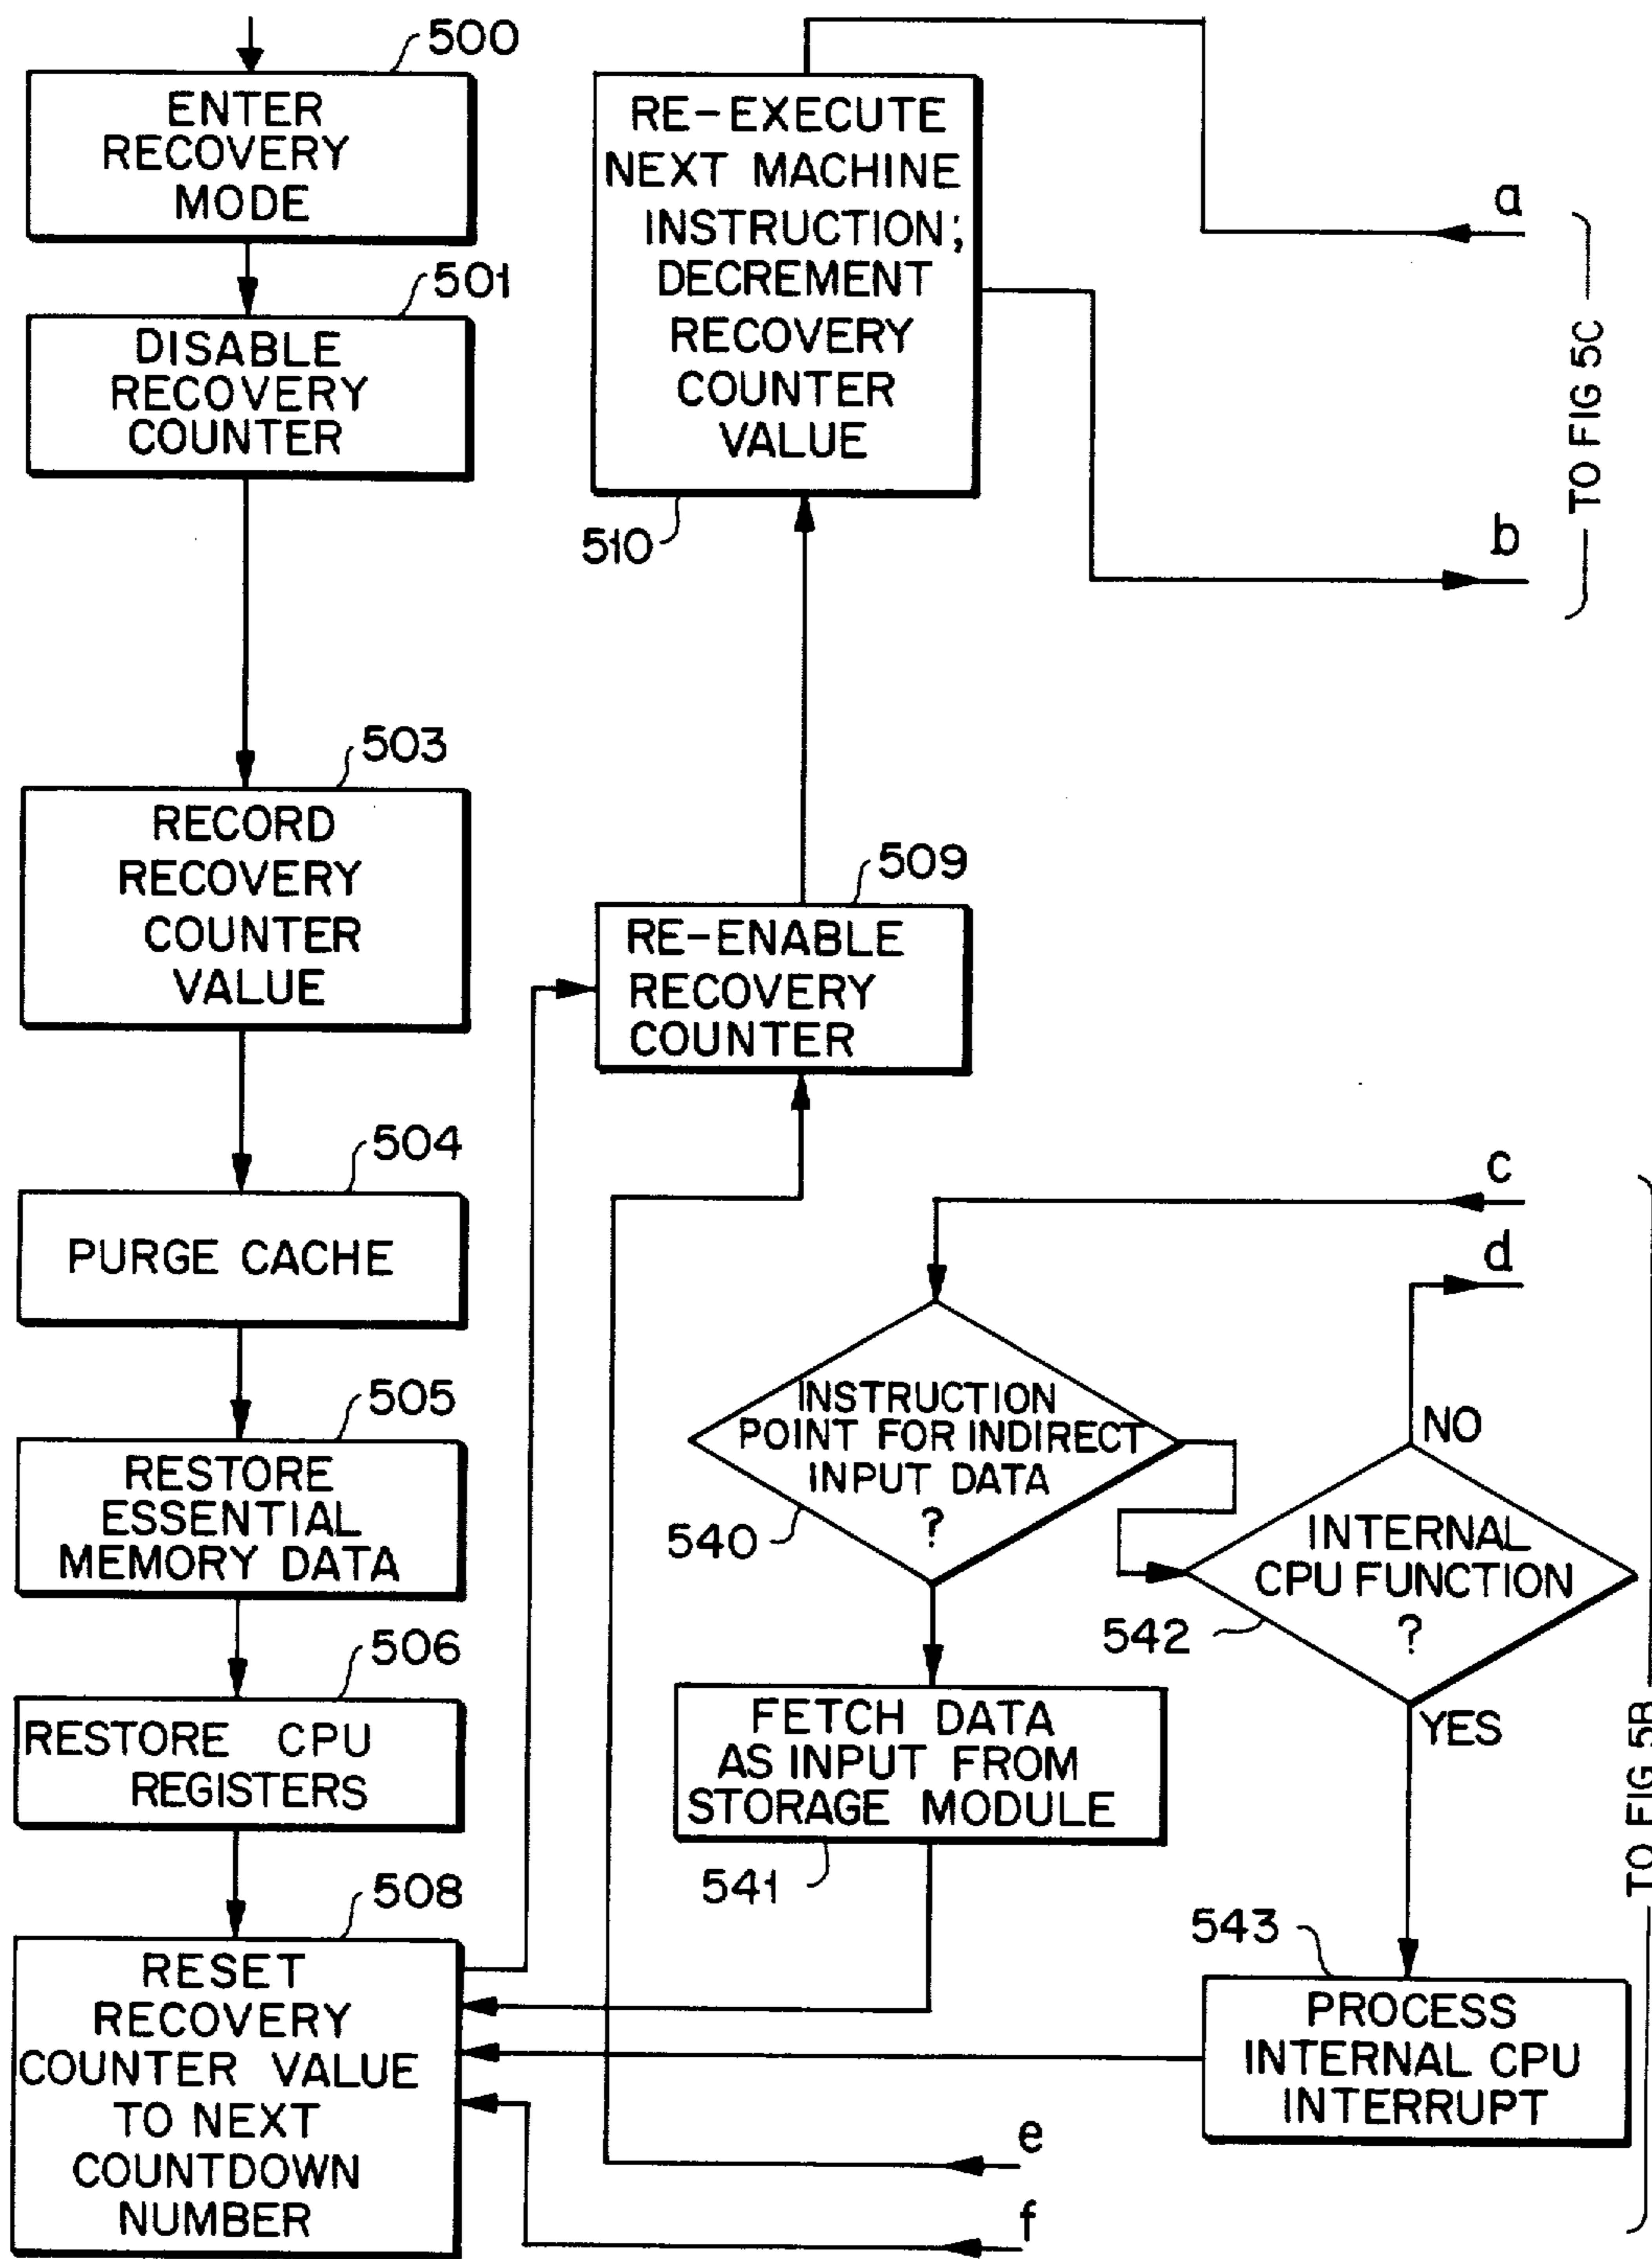 500
ENTER
RECOVERY
MODE
501
DISABLE
RECOVERY
COUNTER
503
RECORD
RECOVERY
COUNTER
VALUE
504
PURGE CACHE
505
RESTORE
ESSENTIAL
MEMORY DATA
506
RESTORE CPU
REGISTERS
508
RESET
RECOVERY
COUNTER VALUE
TO NEXT
COUNTDOWN
NUMBER
RE-EXECUTE
NEXT MACHINE
INSTRUCTION;
DECREMENT
RECOVERY
COUNTER
VALUE
510
a
b
TO FIG 5C
509
RE-ENABLE
RECOVERY
COUNTER
c
d
INSTRUCTION
POINT FOR INDIRECT
INPUT DATA
?
540
NO
INTERNAL
CPU FUNCTION
?
542
YES
FETCH DATA
AS INPUT FROM
STORAGE MODULE
541
543
PROCESS
INTERNAL CPU
INTERRUPT
e
f
TO FIG 5B